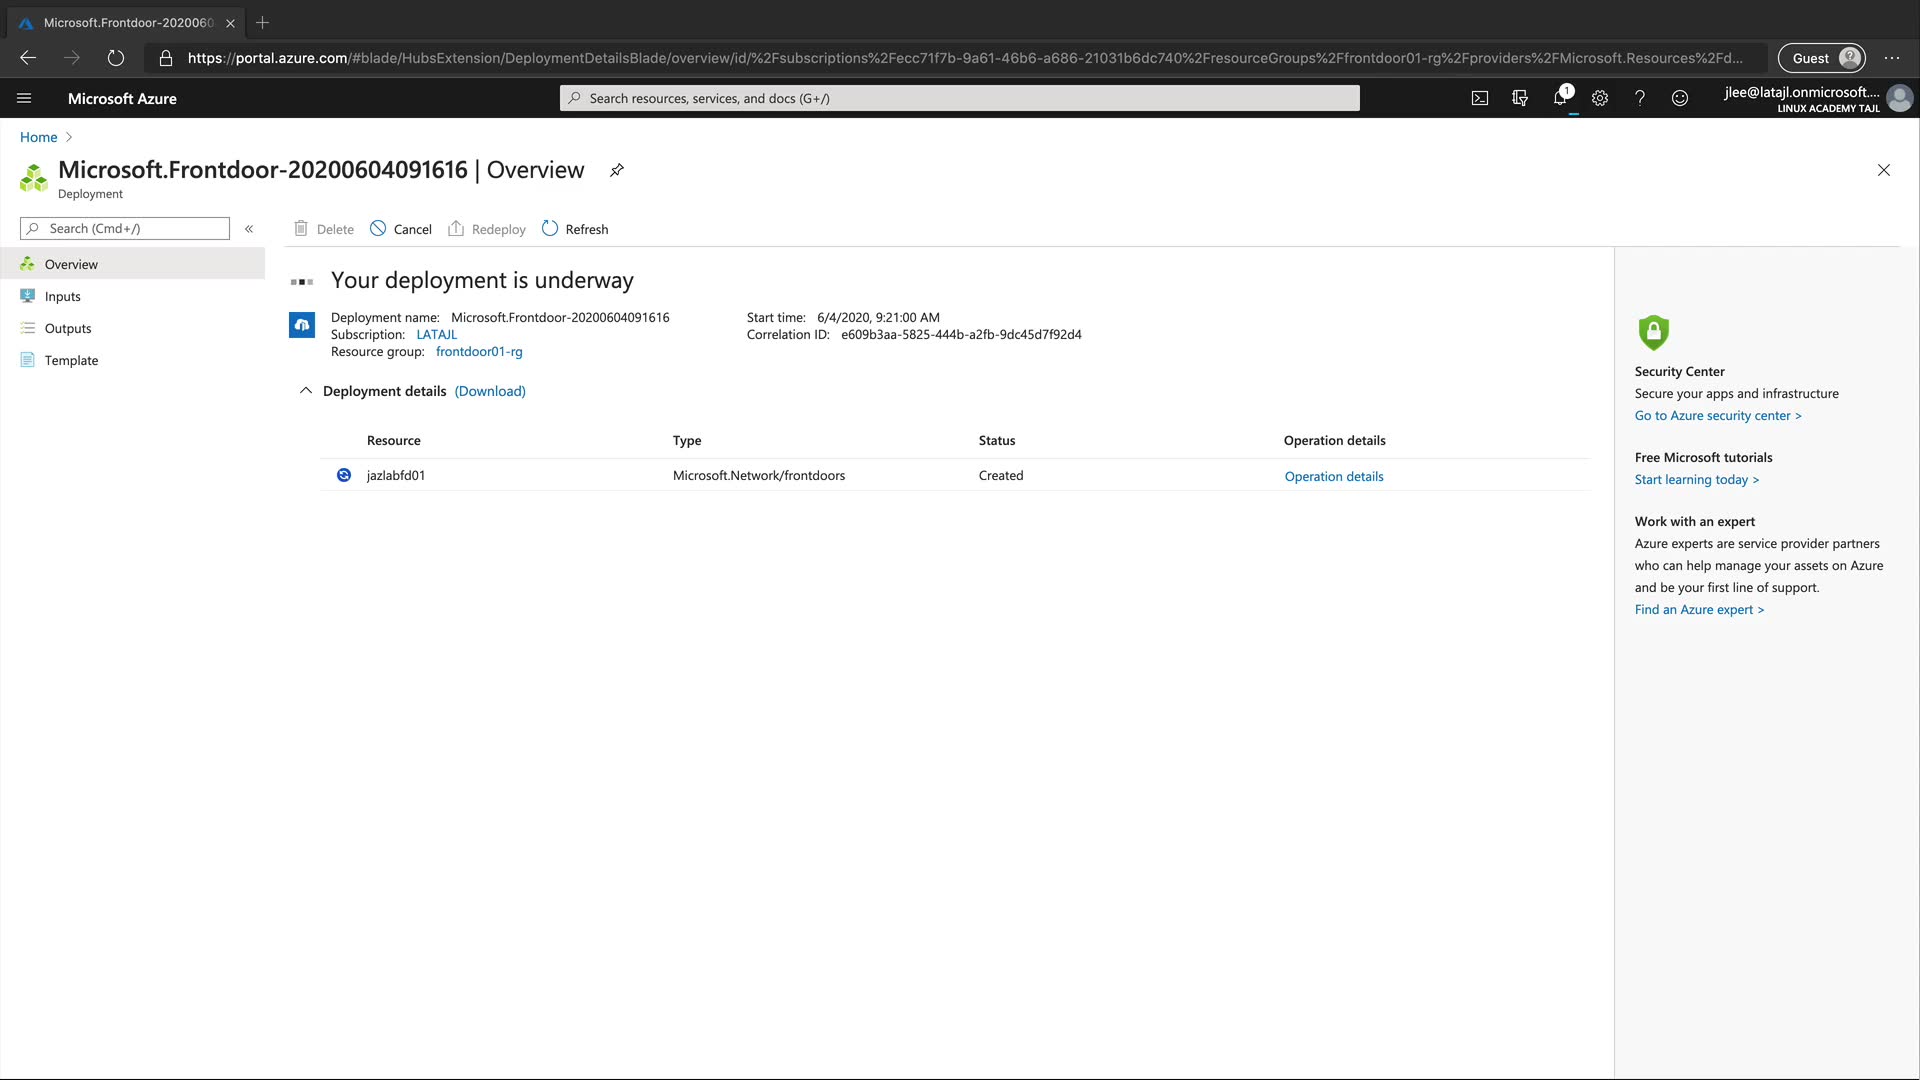 Microsoft.Frontdoor-2020060
https://portal.azure.com/#blade/HubsExtension/DeploymentDetailsBlade/overview/id/%2Fsubscriptions%2Fecc71f7b-9a61-46b6-a686-21031b6dc740%2FresourceGroups%2Ffrontdoor01-rg%2Fproviders%2FMicrosoft.Resources%2Fd...
Guest
Microsoft Azure
Search resources, services, and docs (G+/)
1
jlee@latajl.onmicrosoft....
LINUX ACADEMY TAJL
Home
Microsoft.Frontdoor-20200604091616 | Overview
Deployment
Search (Cmd+/)
«
Delete
Cancel
Redeploy
Refresh
Overview
Inputs
Outputs
Template
Your deployment is underway
Deployment name: Microsoft.Frontdoor-20200604091616
Subscription: LATAJL
Resource group: frontdoor01-rg
Start time: 6/4/2020, 9:21:00 AM
Correlation ID: e609b3aa-5825-444b-a2fb-9dc45d7f92d4
Deployment details (Download)
Resource Type Status Operation details
jazlabfd01 Microsoft.Network/frontdoors Created Operation details
Security Center
Secure your apps and infrastructure
Go to Azure security center >
Free Microsoft tutorials
Start learning today >
Work with an expert
Azure experts are service provider partners
who can help manage your assets on Azure
and be your first line of support.
Find an Azure expert >